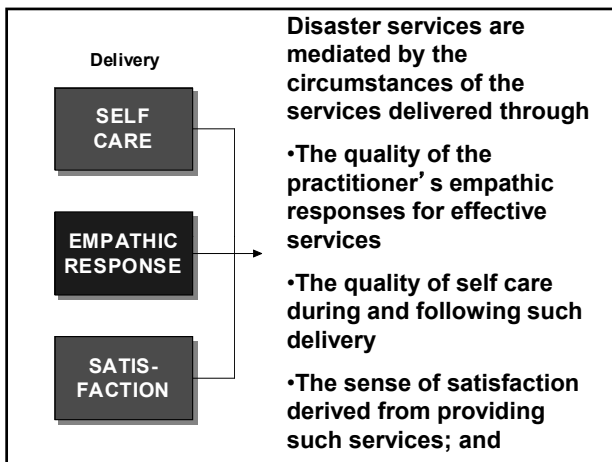 Delivery
SELF
CARE
EMPATHIC
RESPONSE
SATIS-
FACTION
Disaster services are
mediated by the
circumstances of the
services delivered through
•The quality of the
practitioner’s empathic
responses for effective
services
•The quality of self care
during and following such
delivery
•The sense of satisfaction
derived from providing
such services; and